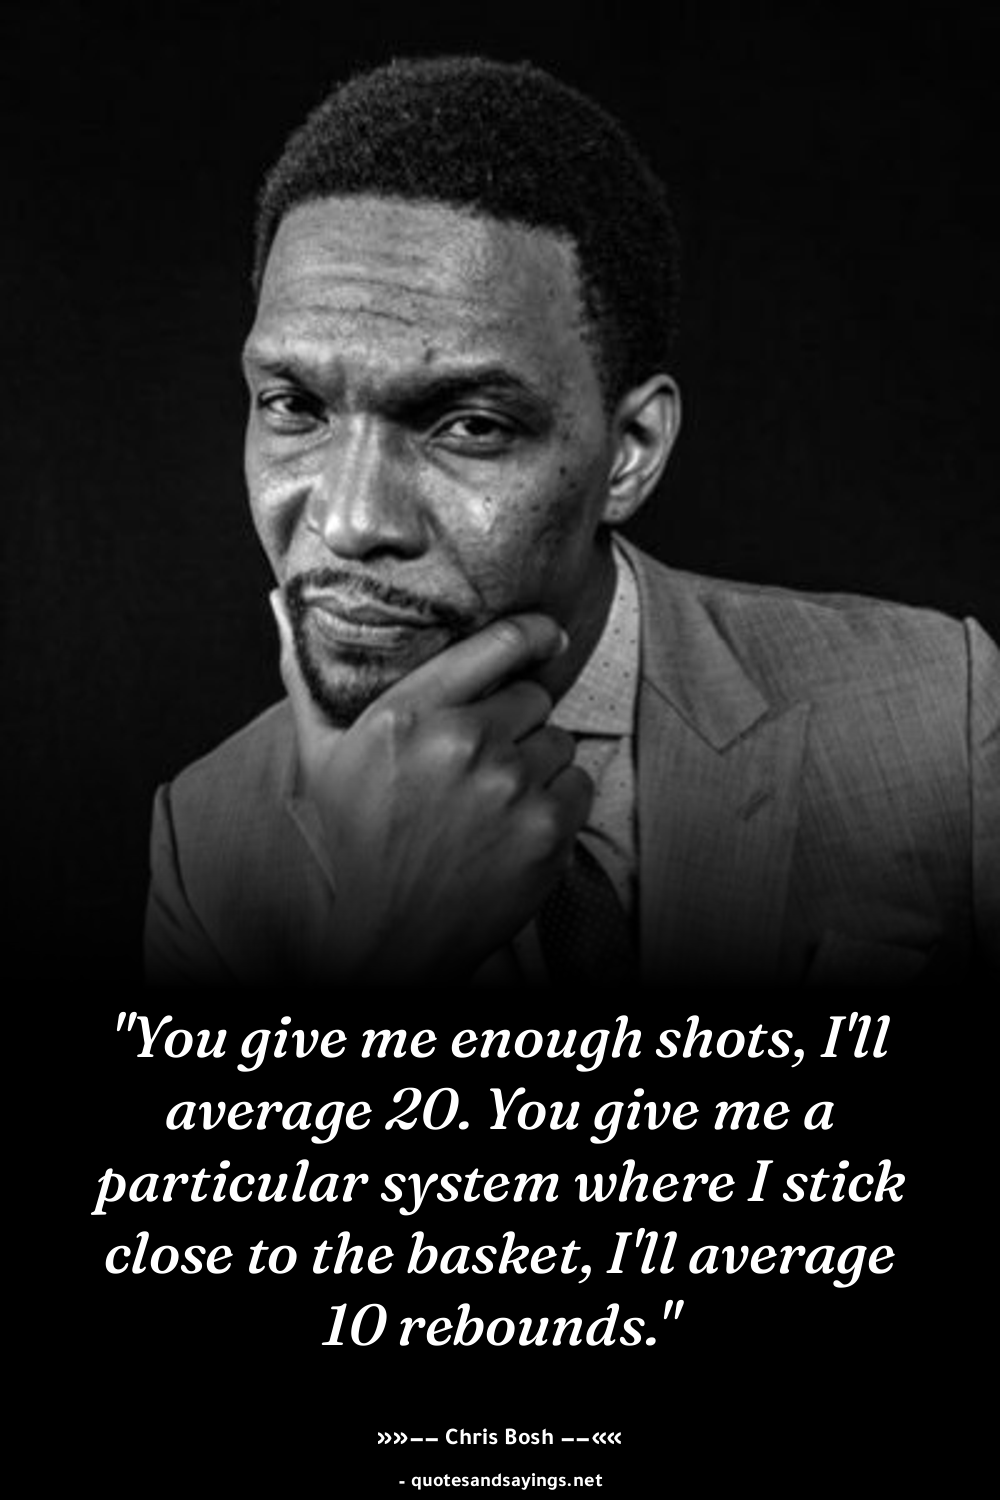 "You give me enough shots, I'll
average 20. You give me a
particular system where I stick
close to the basket, I'll average
10 rebounds."
»»−− Chris Bosh −−««
- quotesandsayings.net